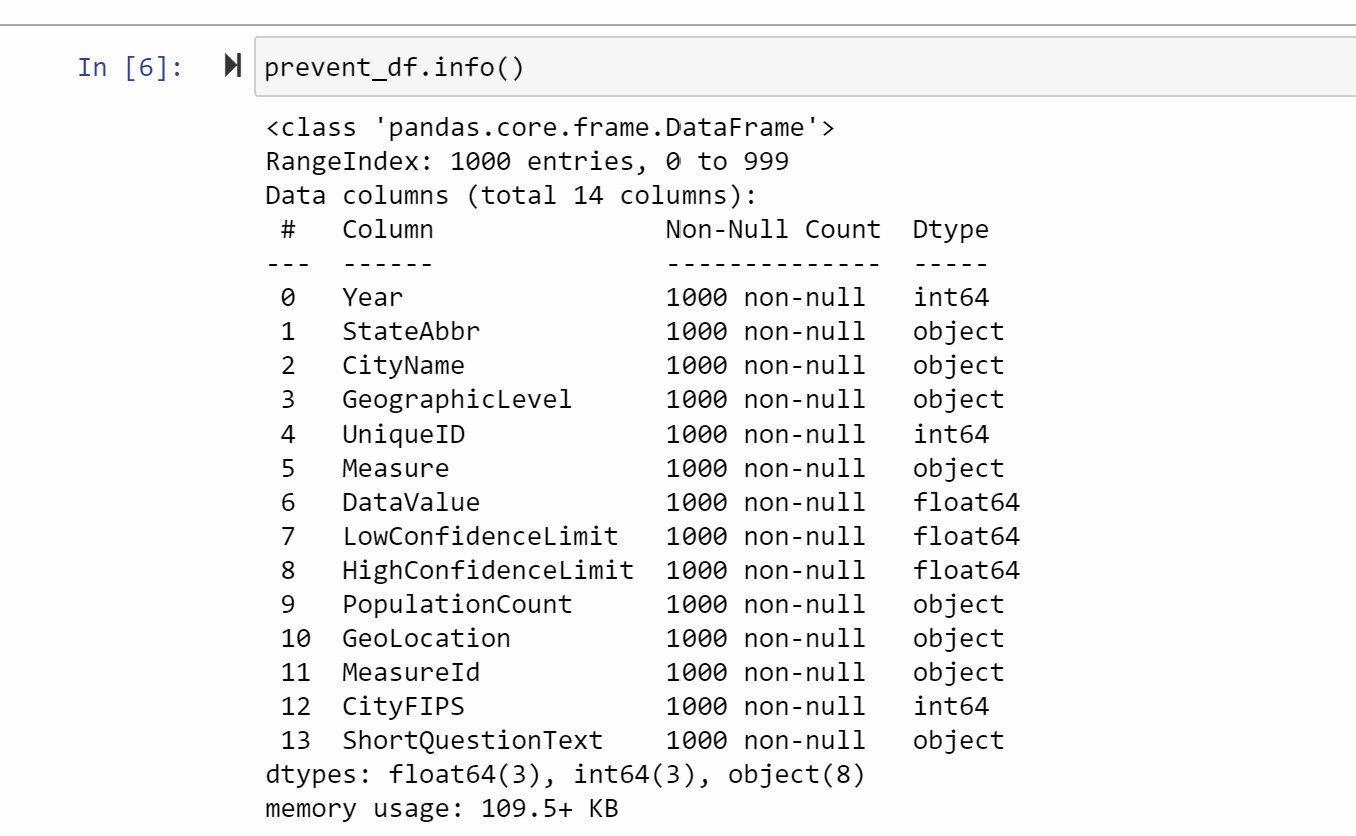 In [6]: prevent_df.info()
<class 'pandas.core.frame.DataFrame'>
RangeIndex: 1000 entries, 0 to 999
Data columns (total 14 columns):
 #   Column               Non-Null Count  Dtype
---  ------               --------------  -----
 0   Year                 1000 non-null   int64
 1   StateAbbr            1000 non-null   object
 2   CityName             1000 non-null   object
 3   GeographicLevel      1000 non-null   object
 4   UniqueID             1000 non-null   int64
 5   Measure              1000 non-null   object
 6   DataValue            1000 non-null   float64
 7   LowConfidenceLimit   1000 non-null   float64
 8   HighConfidenceLimit  1000 non-null   float64
 9   PopulationCount      1000 non-null   object
 10  GeoLocation          1000 non-null   object
 11  MeasureId            1000 non-null   object
 12  CityFIPS             1000 non-null   int64
 13  ShortQuestionText    1000 non-null   object
dtypes: float64(3), int64(3), object(8)
memory usage: 109.5+ KB